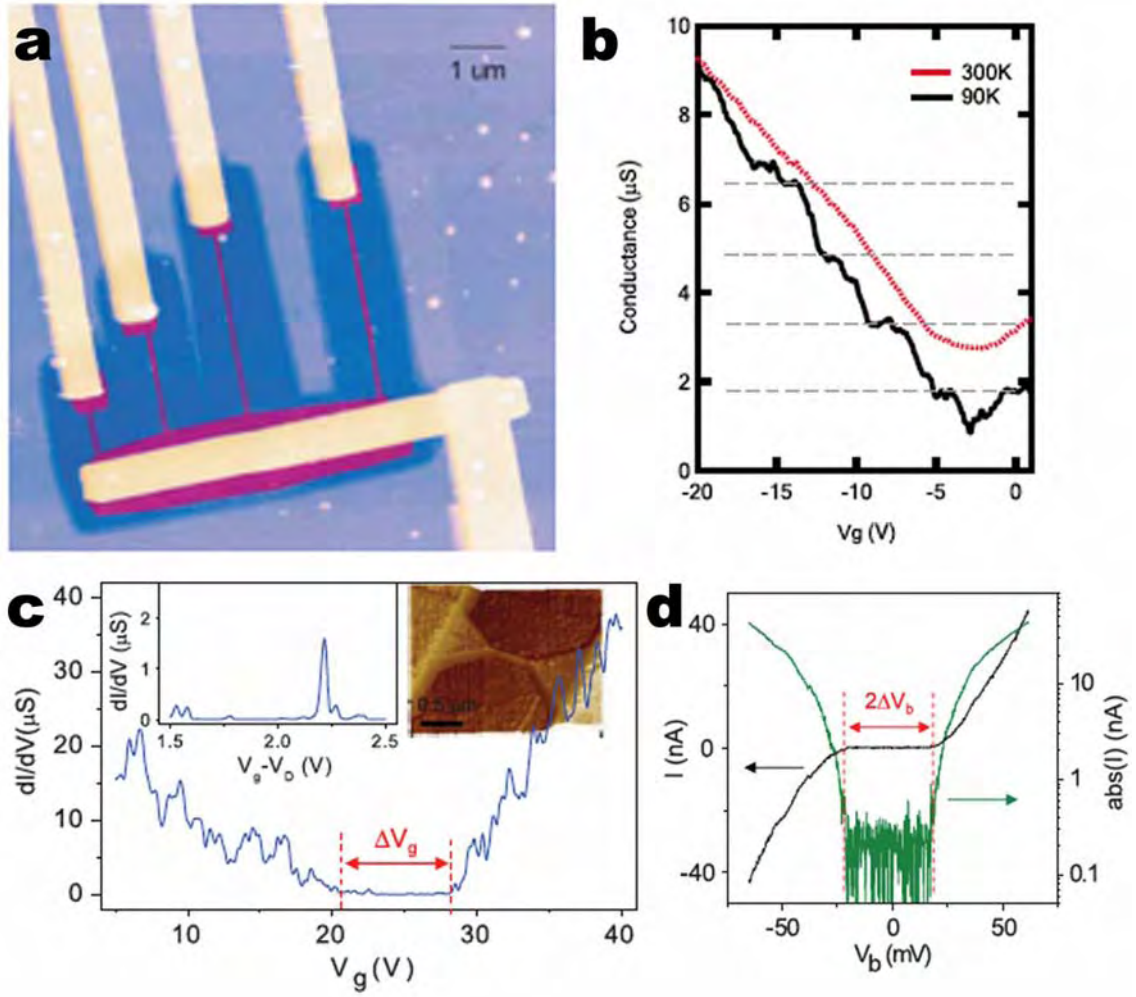 a
1 um
b
10
8
6
4
2
0
Conductance (µS)
300K
90K
-20
-15
-10
-5
0
Vg (V)
c
40
30
20
10
0
dI/dV(µS)
2
1
0
dI/dV (µS)
1.5
2.0
2.5
Vg-VD (V)
0.5 µm
ΔVg
10
20
30
40
Vg (V)
d
40
0
-40
I (nA)
2ΔVb
10
1
0.1
abs(I) (nA)
-50
0
50
Vb (mV)